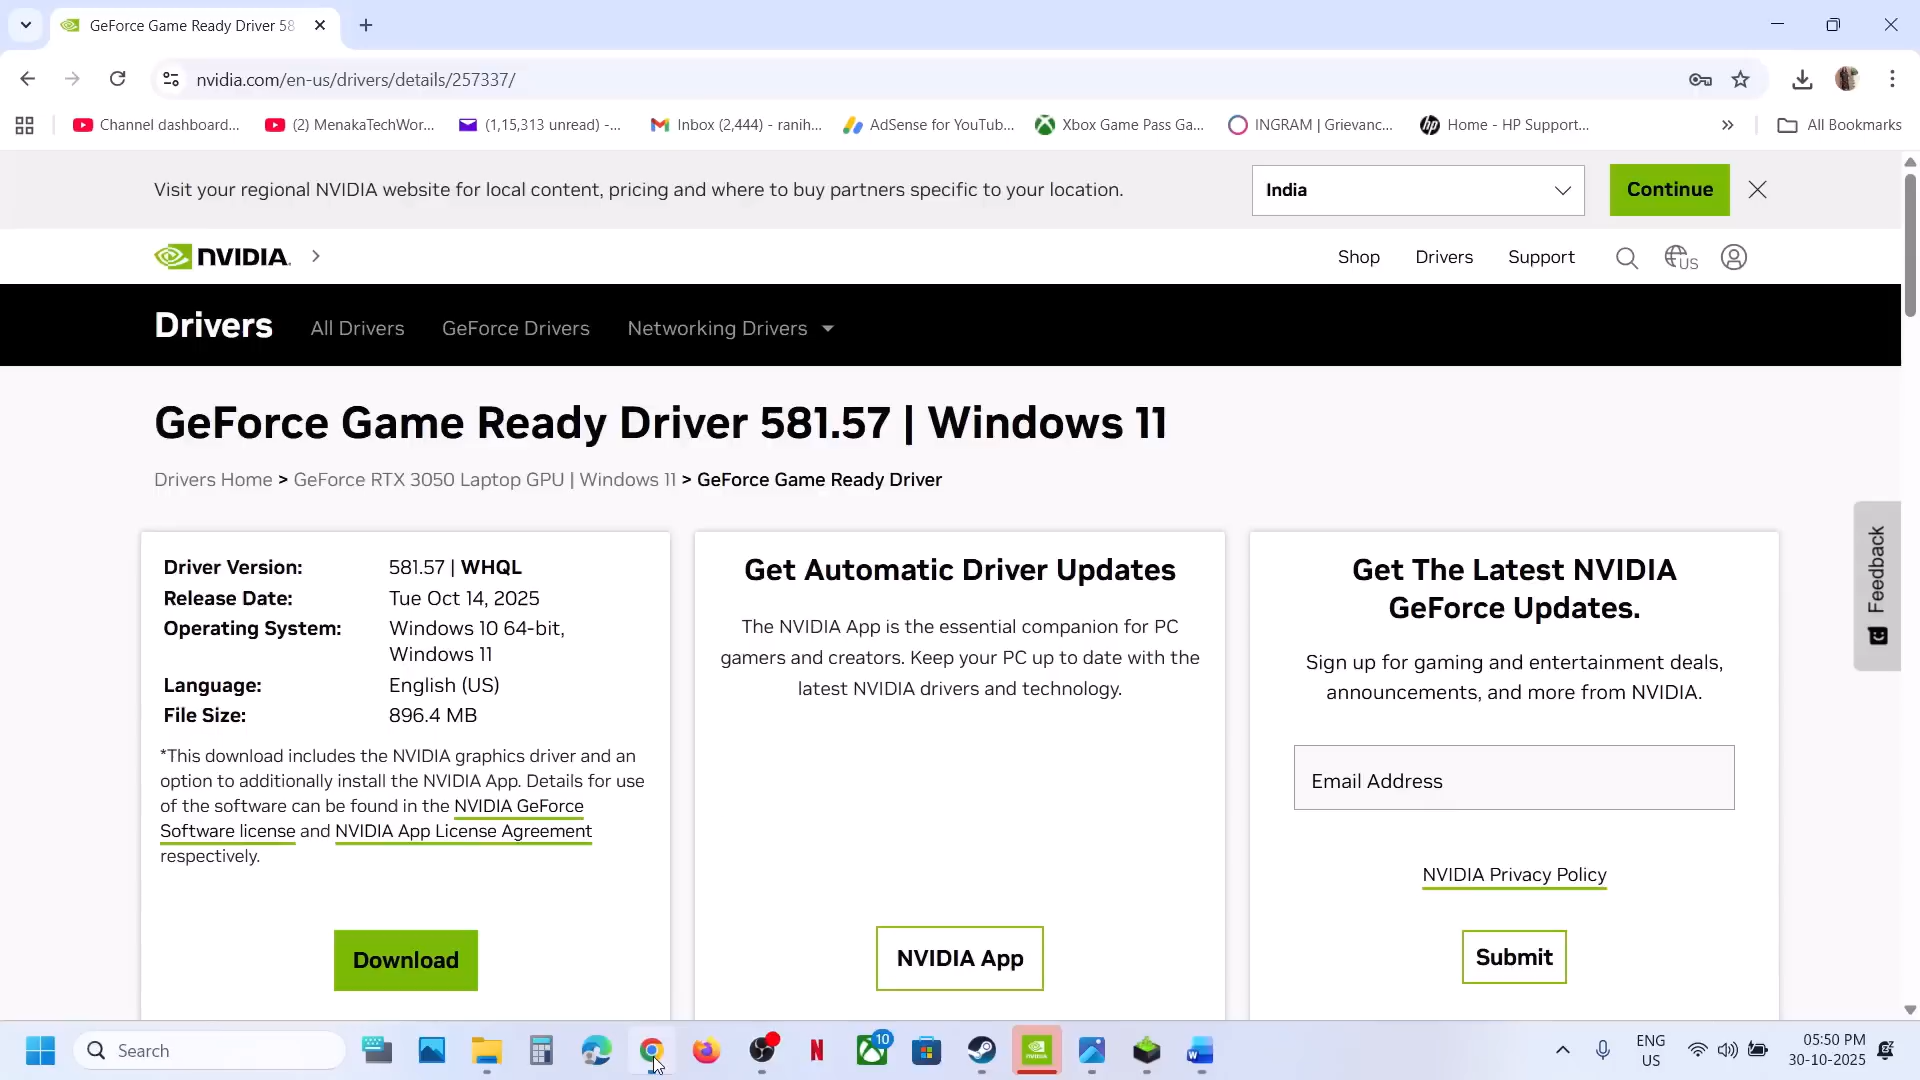 GeForce Game Ready Driver 58
nvidia.com/en-us/drivers/details/257337/
Channel dashboard...
(2) MenakaTechWor...
(1,15,313 unread) -...
Inbox (2,444) - ranih...
AdSense for YouTub...
Xbox Game Pass Ga...
INGRAM | Grievanc...
Home - HP Support...
All Bookmarks
Visit your regional NVIDIA website for local content, pricing and where to buy partners specific to your location.
India
Continue
NVIDIA.
Shop
Drivers
Support
US
Drivers
All Drivers
GeForce Drivers
Networking Drivers
GeForce Game Ready Driver 581.57 | Windows 11
Drivers Home > GeForce RTX 3050 Laptop GPU | Windows 11 > GeForce Game Ready Driver
Driver Version: 581.57 | WHQL
Release Date: Tue Oct 14, 2025
Operating System: Windows 10 64-bit,
Windows 11
Language: English (US)
File Size: 896.4 MB
*This download includes the NVIDIA graphics driver and an
option to additionally install the NVIDIA App. Details for use
of the software can be found in the NVIDIA GeForce
Software license and NVIDIA App License Agreement
respectively.
Download
Get Automatic Driver Updates
The NVIDIA App is the essential companion for PC
gamers and creators. Keep your PC up to date with the
latest NVIDIA drivers and technology.
NVIDIA App
Get The Latest NVIDIA
GeForce Updates.
Sign up for gaming and entertainment deals,
announcements, and more from NVIDIA.
Email Address
NVIDIA Privacy Policy
Submit
Feedback
Search
10
ENG
US
05:50 PM
30-10-2025